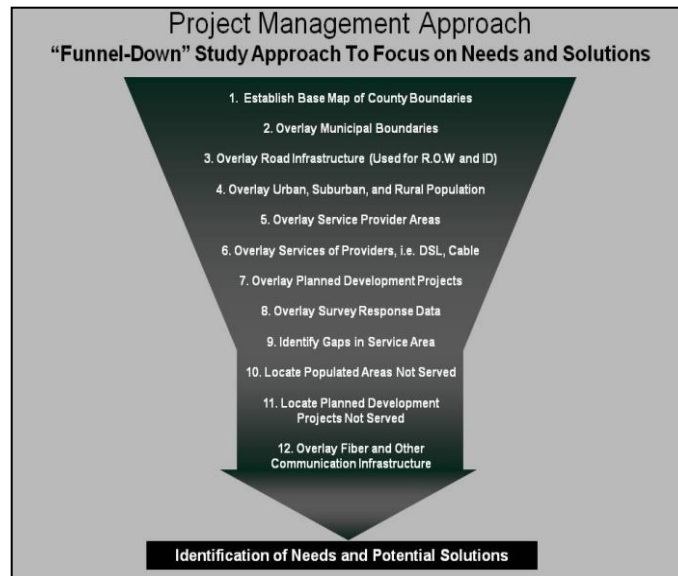 Project Management Approach
“Funnel-Down” Study Approach To Focus on Needs and Solutions
1. Establish Base Map of County Boundaries
2. Overlay Municipal Boundaries
3. Overlay Road Infrastructure (Used for R.O.W and ID)
4. Overlay Urban, Suburban, and Rural Population
5. Overlay Service Provider Areas
6. Overlay Services of Providers, i.e. DSL, Cable
7. Overlay Planned Development Projects
8. Overlay Survey Response Data
9. Identify Gaps in Service Area
10. Locate Populated Areas Not Served
11. Locate Planned Development
Projects Not Served
12. Overlay Fiber and Other
Communication Infrastructure
Identification of Needs and Potential Solutions